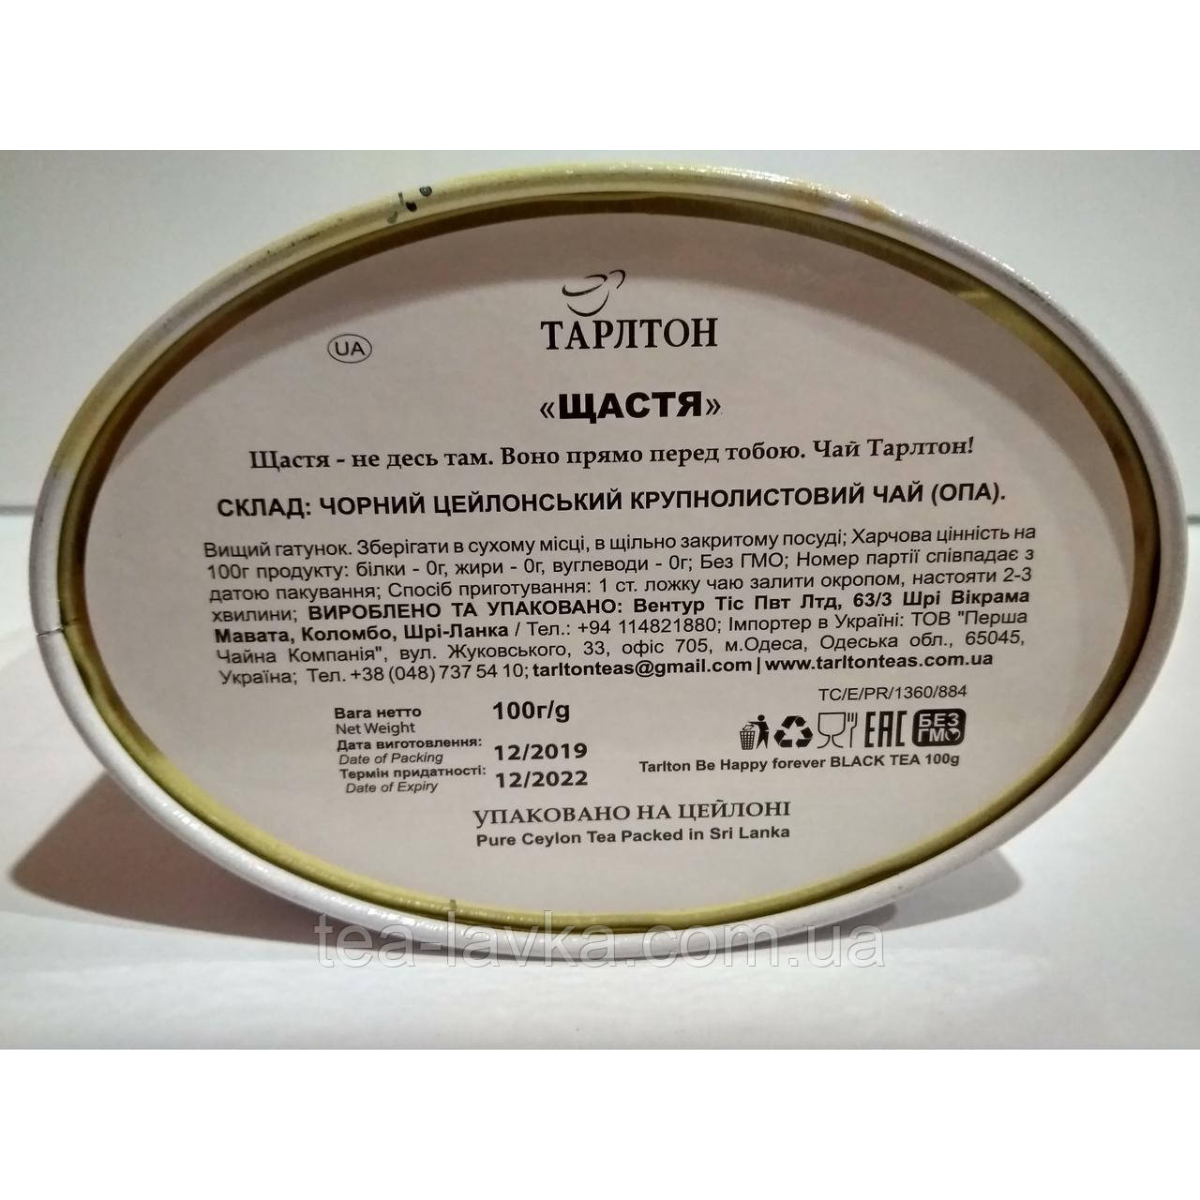 ТАРЛТОН
UA
«ЩАСТЯ»
Щастя - не десь там. Воно прямо перед тобою. Чай Тарлтон!
СКЛАД: ЧОРНИЙ ЦЕЙЛОНСЬКИЙ КРУПНОЛИСТОВИЙ ЧАЙ (ОПА).
Вищий гатунок. Зберігати в сухому місці, в щільно закритому посуді; Харчова цінність на
100г продукту: білки - 0г, жири - 0г, вуглеводи - 0г; Без ГМО; Номер партії співпадає з
датою пакування; Спосіб приготування: 1 ст. ложку чаю залити окропом, настояти 2-3
хвилини; ВИРОБЛЕНО ТА УПАКОВАНО: Вентур Тіс Пвт Лтд, 63/3 Шрі Вікрама
Мавата, Коломбо, Шрі-Ланка / Тел.: +94 114821880; Імпортер в Україні: ТОВ "Перша
Чайна Компанія", вул. Жуковського, 33, офіс 705, м.Одеса, Одеська обл., 65045,
Україна; Тел. +38 (048) 737 54 10; tarltonteas@gmail.com | www.tarltonteas.com.ua
TC/E/PR/1360/884
Вага нетто 100г/g
Net Weight
Дата виготовлення: 12/2019
Date of Packing
Термін придатності: 12/2022
Date of Expiry
EAC БЕЗ ГМО
Tarlton Be Happy forever BLACK TEA 100g
УПАКОВАНО НА ЦЕЙЛОНІ
Pure Ceylon Tea Packed in Sri Lanka
tea-lavka.com.ua